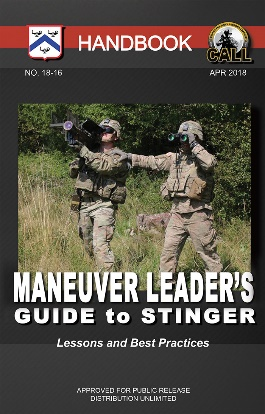 HANDBOOK
CALL
NO. 18-16
APR 2018
MANEUVER LEADER'S
GUIDE to STINGER
Lessons and Best Practices
APPROVED FOR PUBLIC RELEASE
DISTRIBUTION UNLIMITED